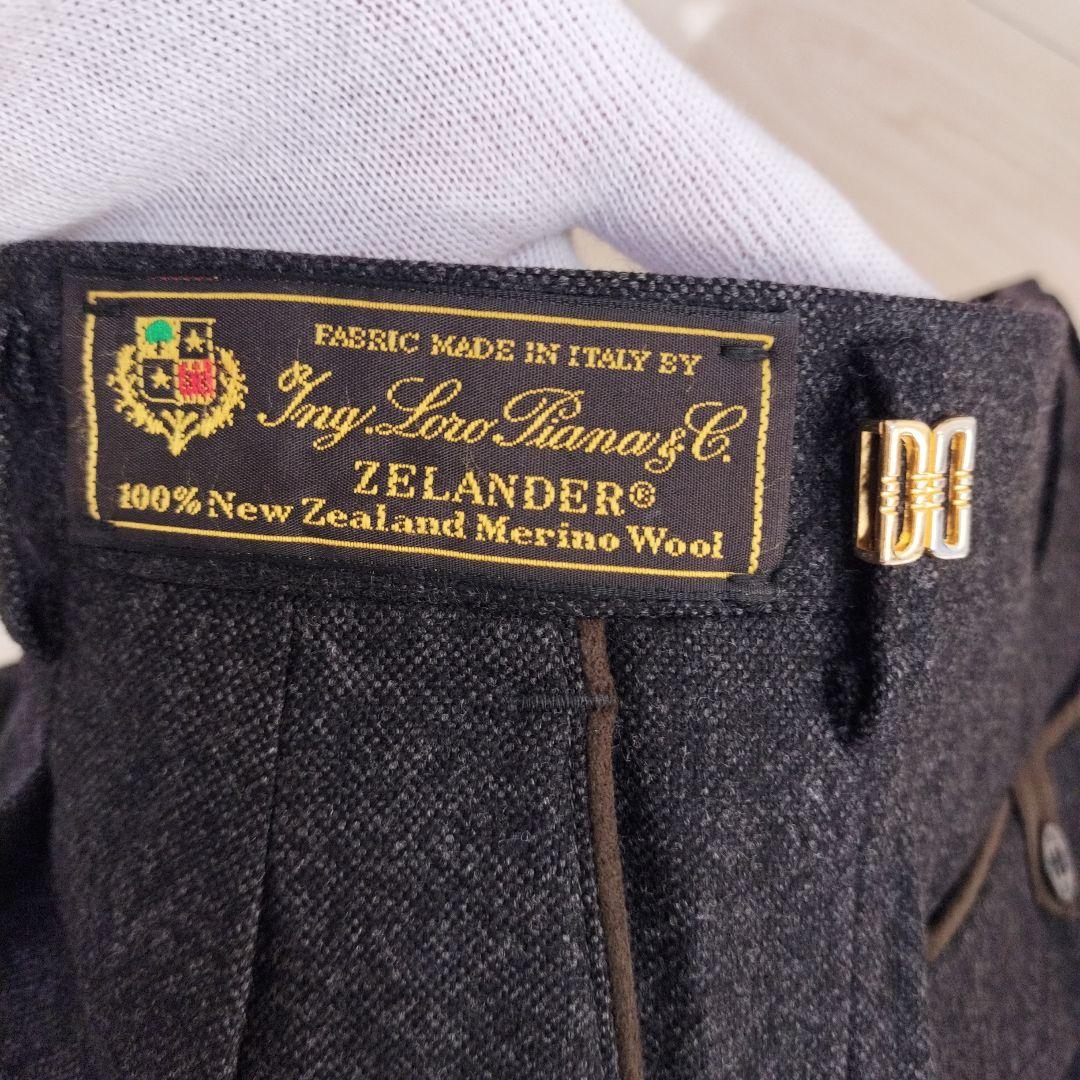 FABRIC MADE IN ITALY BY
Ing. Loro Piana & C.
ZELANDER®
100% New Zealand Merino Wool